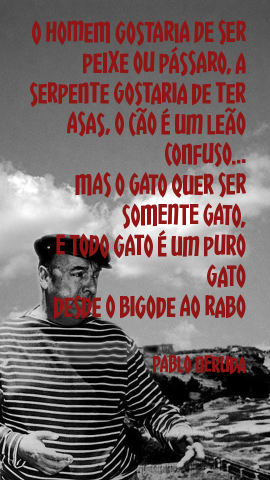 O HOMEM GOSTARIA DE SER
PEIXE OU PÁSSARO, A
SERPENTE GOSTARIA DE TER
ASAS, O CÃO É UM LEÃO
CONFUSO...
MAS O GATO QUER SER
SOMENTE GATO,
E TODO GATO É UM PURO
GATO
DESDE O BIGODE AO RABO
PABLO NERUDA